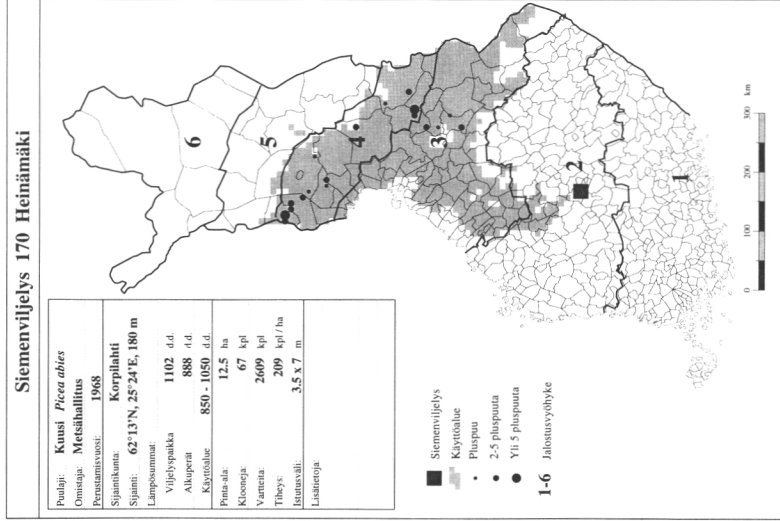 Siemenviljelys 170 Heinämäki
Puulaji: Kuusi Picea abies
Omistaja: Metsähallitus
Perustamisvuosi: 1968
Sijaintikunta: Korpilahti
Sijainti: 62°13'N, 25°24'E, 180 m
Lämpösummat:
Viljelyspaikka 1102 d.d.
Alkuperät 888 d.d.
Käyttöalue 850 - 1050 d.d.
Pinta-ala: 12.5 ha
Klooneja: 67 kpl
Vartteita: 2609 kpl
Tiheys: 209 kpl / ha
Istutusväli: 3.5 x 7 m
Lisätietoja:
Siemenviljelys
Käyttöalue
Pluspuu
2-5 pluspuuta
Yli 5 pluspuuta
1-6 Jalostusvyöhyke
6
5
4
3
2
1
0 100 200 300 km